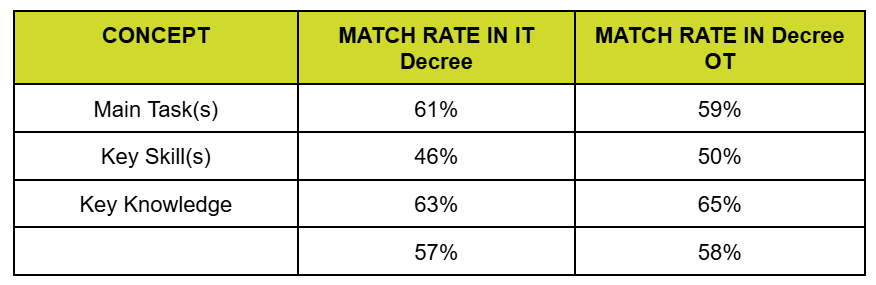 CONCEPT MATCH RATE IN IT Decree MATCH RATE IN Decree OT
Main Task(s) 61% 59%
Key Skill(s) 46% 50%
Key Knowledge 63% 65%
57% 58%